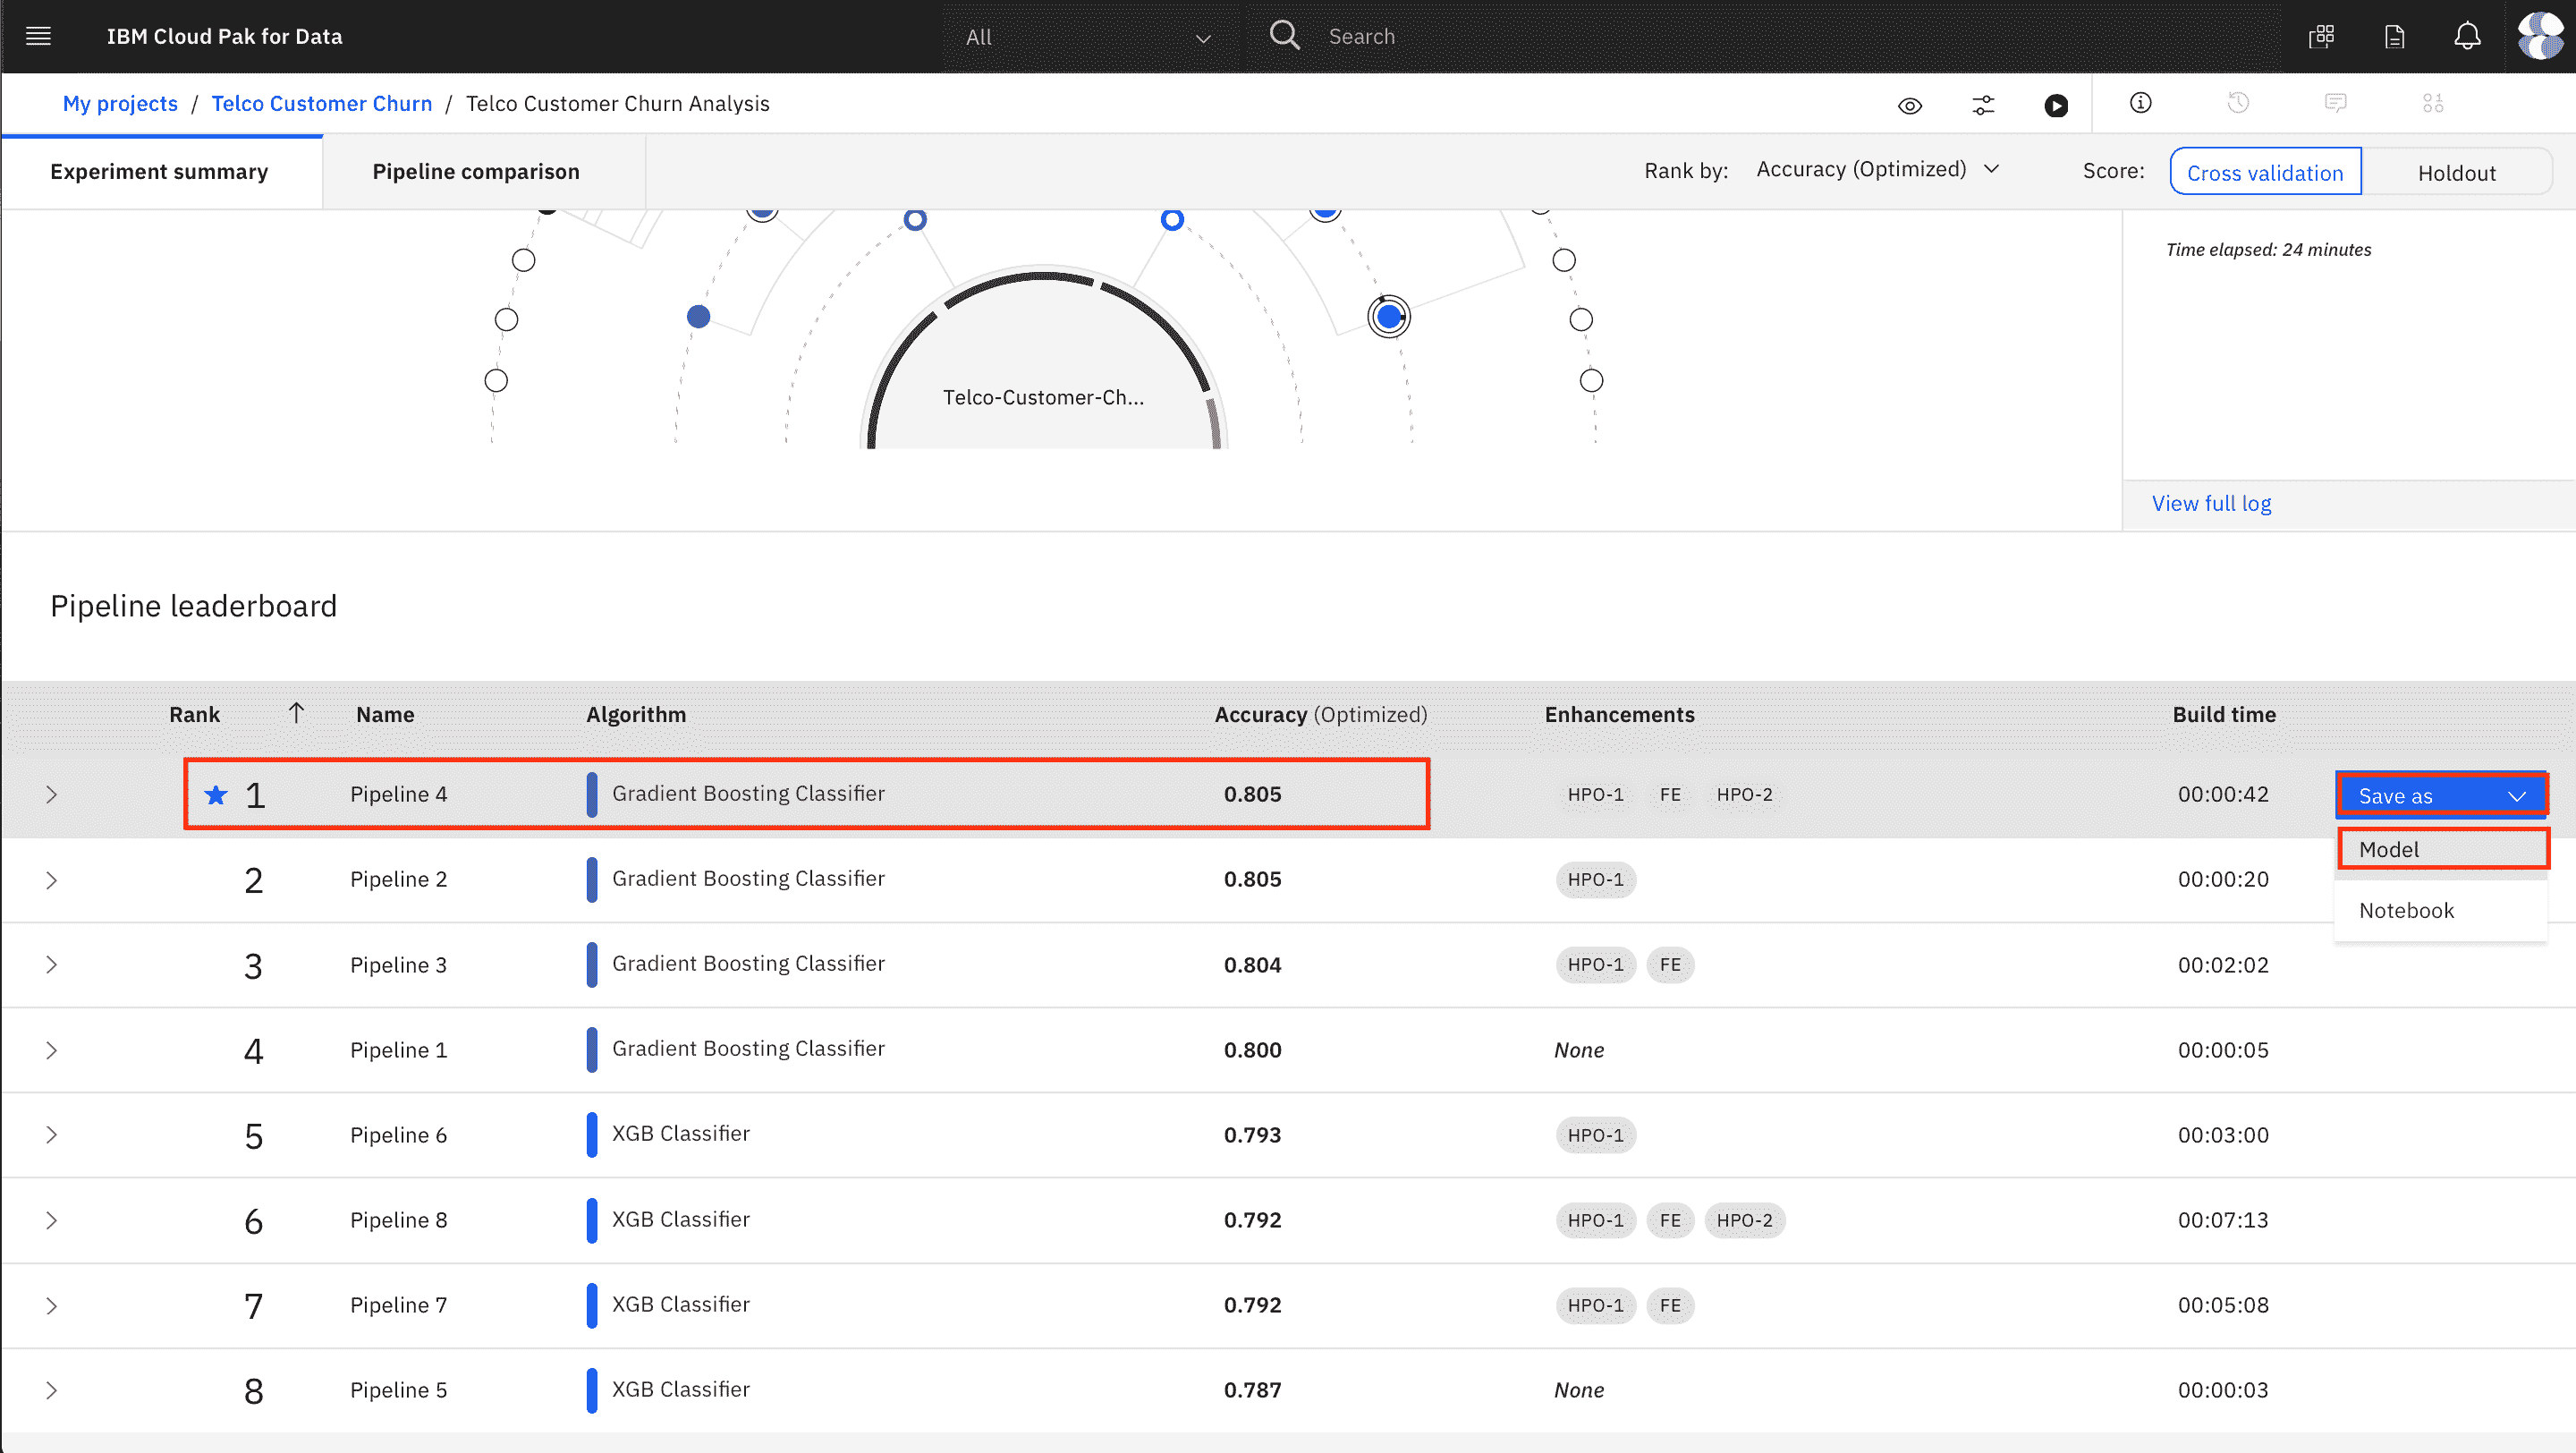 IBM Cloud Pak for Data All Search
My projects / Telco Customer Churn / Telco Customer Churn Analysis
Experiment summary Pipeline comparison Rank by: Accuracy (Optimized) Score: Cross validation Holdout
Time elapsed: 24 minutes
Telco-Customer-Ch...
View full log
Pipeline leaderboard
Rank Name Algorithm Accuracy (Optimized) Enhancements Build time
1 Pipeline 4 Gradient Boosting Classifier 0.805 HPO-1 FE HPO-2 00:00:42 Save as
Model
2 Pipeline 2 Gradient Boosting Classifier 0.805 HPO-1 00:00:20
Notebook
3 Pipeline 3 Gradient Boosting Classifier 0.804 HPO-1 FE 00:02:02
4 Pipeline 1 Gradient Boosting Classifier 0.800 None 00:00:05
5 Pipeline 6 XGB Classifier 0.793 HPO-1 00:03:00
6 Pipeline 8 XGB Classifier 0.792 HPO-1 FE HPO-2 00:07:13
7 Pipeline 7 XGB Classifier 0.792 HPO-1 FE 00:05:08
8 Pipeline 5 XGB Classifier 0.787 None 00:00:03